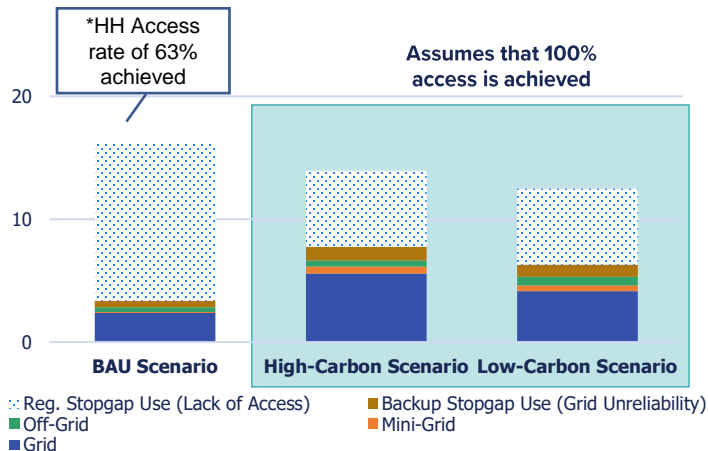 *HH Access
rate of 63%
achieved
Assumes that 100%
access is achieved
20
10
0
BAU Scenario
High-Carbon Scenario
Low-Carbon Scenario
Reg. Stopgap Use (Lack of Access)
Backup Stopgap Use (Grid Unreliability)
Off-Grid
Mini-Grid
Grid